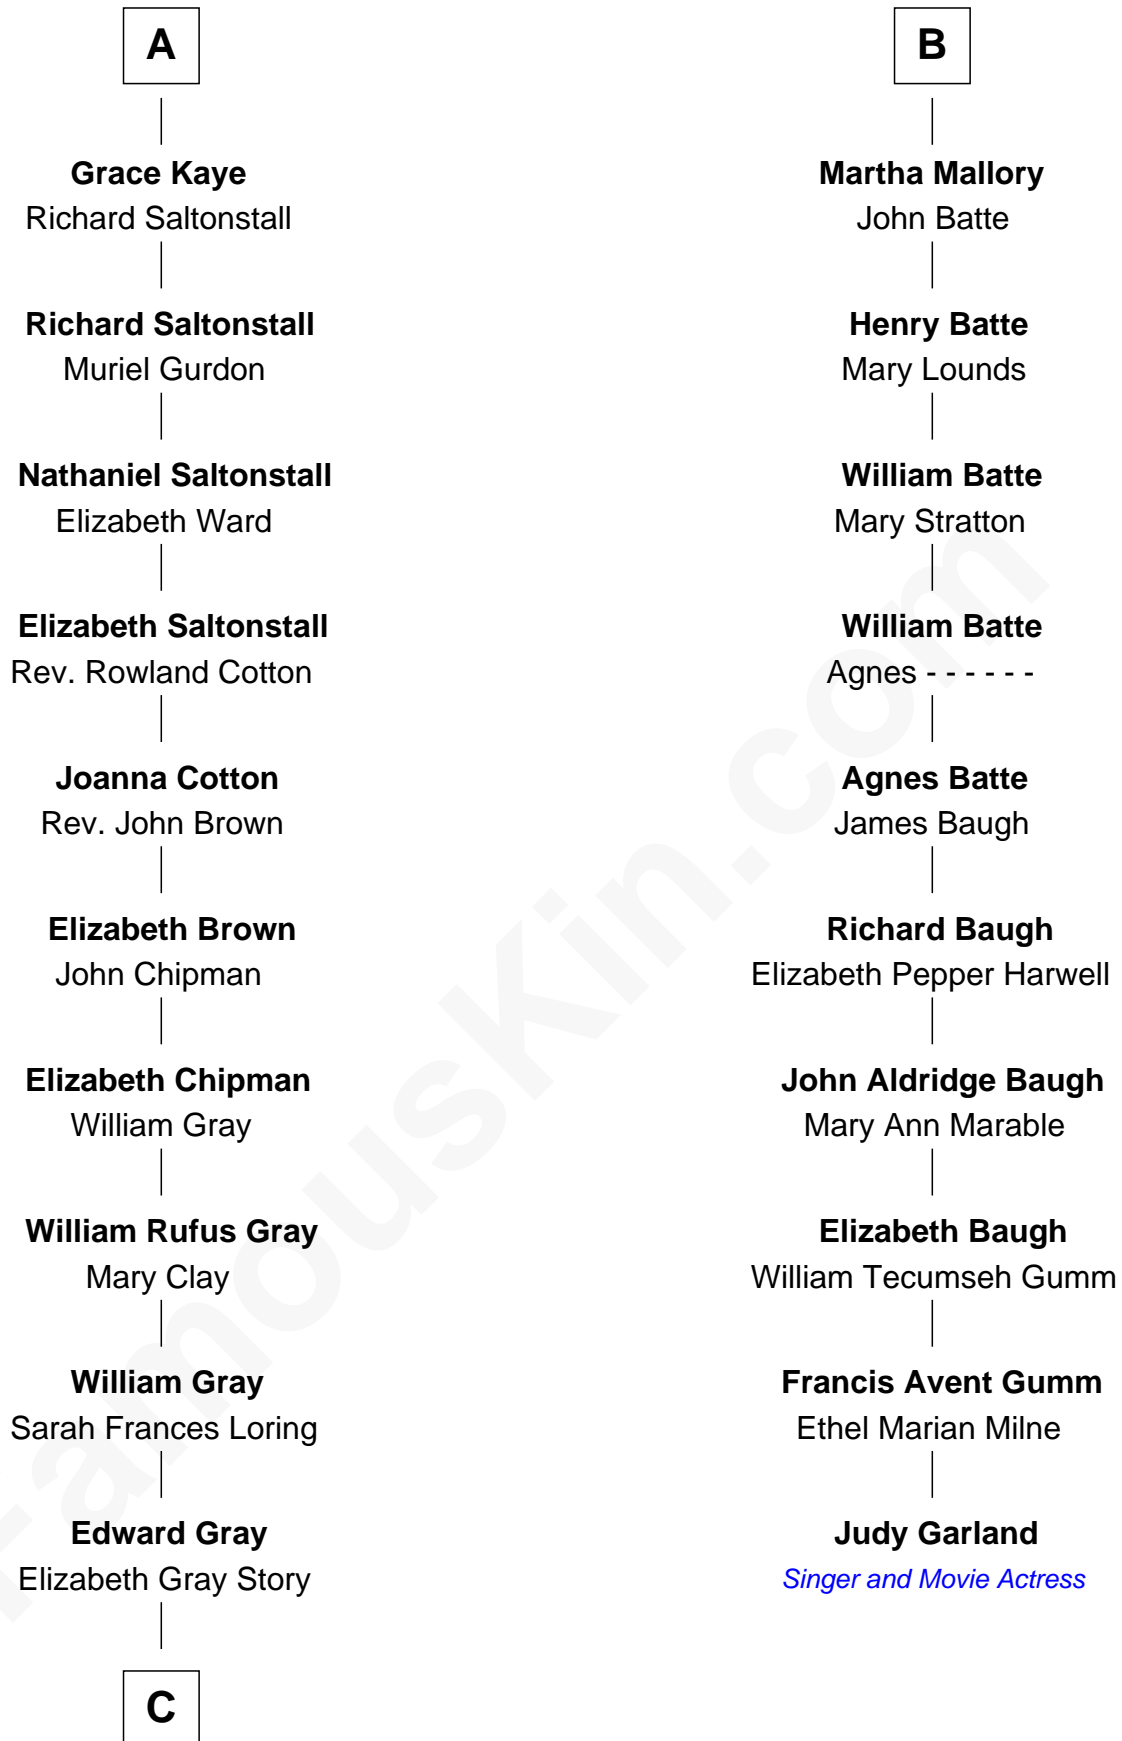 A
Grace Kaye
Richard Saltonstall
Richard Saltonstall
Muriel Gurdon
Nathaniel Saltonstall
Elizabeth Ward
Elizabeth Saltonstall
Rev. Rowland Cotton
Joanna Cotton
Rev. John Brown
Elizabeth Brown
John Chipman
Elizabeth Chipman
William Gray
William Rufus Gray
Mary Clay
William Gray
Sarah Frances Loring
Edward Gray
Elizabeth Gray Story
C
B
Martha Mallory
John Batte
Henry Batte
Mary Lounds
William Batte
Mary Stratton
William Batte
Agnes - - - - - -
Agnes Batte
James Baugh
Richard Baugh
Elizabeth Pepper Harwell
John Aldridge Baugh
Mary Ann Marable
Elizabeth Baugh
William Tecumseh Gumm
Francis Avent Gumm
Ethel Marian Milne
Judy Garland
Singer and Movie Actress
FamousKin.com